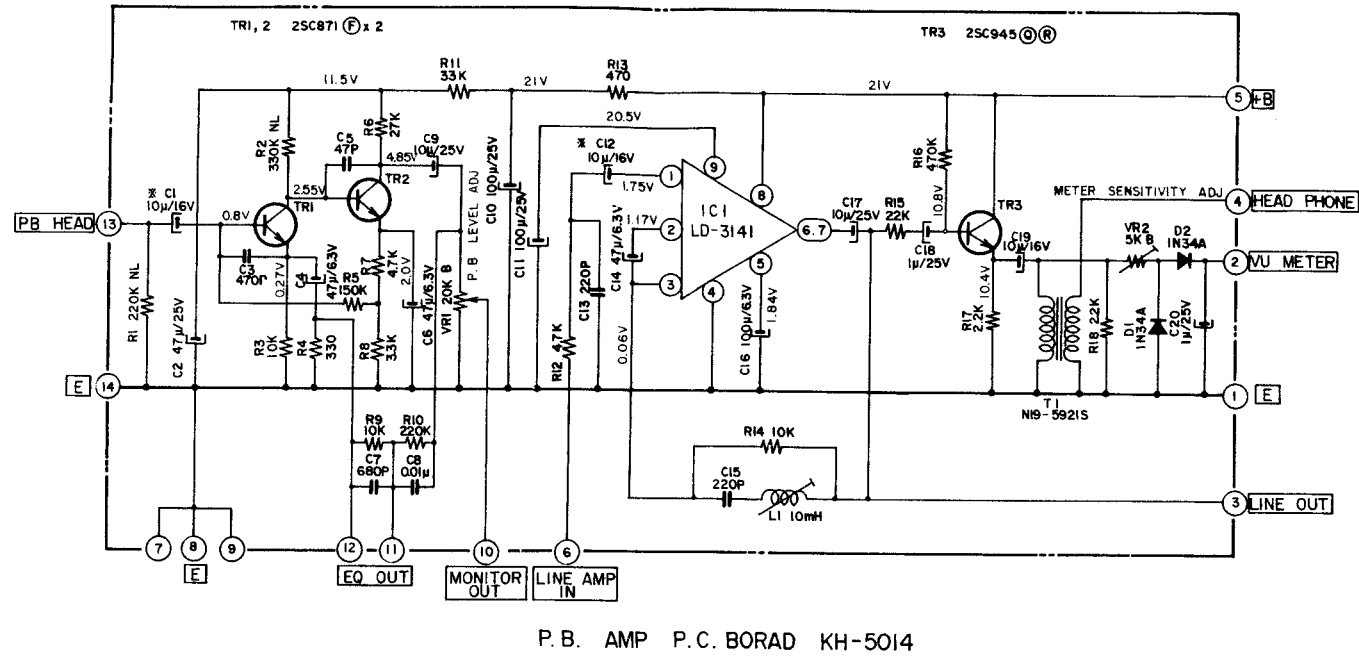 TR1, 2 2SC871 Ⓕ x 2
TR3 2SC945 Ⓠ Ⓡ
11.5V
R11
33K
21V
R13
470
21V
5
+B
R2
330K NL
C5
47P
R6
27K
4.85V
C9
10μ/25V
20.5V
* C12
10μ/16V
9
8
1
1.75V
R16
470K
* C1
10μ/16V
2.55V
TR2
P.B LEVEL ADJ
C10 100μ/25V
C11 100μ/25V
IC1
LD-3141
C17
10μ/25V
R15
22K
10.8V
TR3
METER SENSITIVITY ADJ
4
HEAD PHONE
PB HEAD
13
0.8V
TR1
2
1.17V
6.7
C18
1μ/25V
C19
10μ/16V
VR2
5K B
D2
1N34A
2
VU METER
C3
470P
0.27V
C4
47μ/6.3V
R5
150K
R7
4.7K
2.0V
C6 47μ/6.3V
VR1 20K B
C14 47μ/6.3V
C13 220P
3
4
5
C16 100μ/6.3V
1.84V
10.4V
R17
2.2K
R18 2.2K
D1
1N34A
C20
1μ/25V
R1 220K NL
C2 47μ/25V
R3
10K
R4
330
R8
3.3K
R12 4.7K
0.06V
E
14
T1
N19-5921S
1
E
R9
10K
R10
220K
C7
680P
C8
0.01μ
R14 10K
C15
220P
L1 10mH
3
LINE OUT
7
8
9
12
11
10
6
E
EQ OUT
MONITOR
OUT
LINE AMP
IN
P.B. AMP P.C. BORAD KH-5014